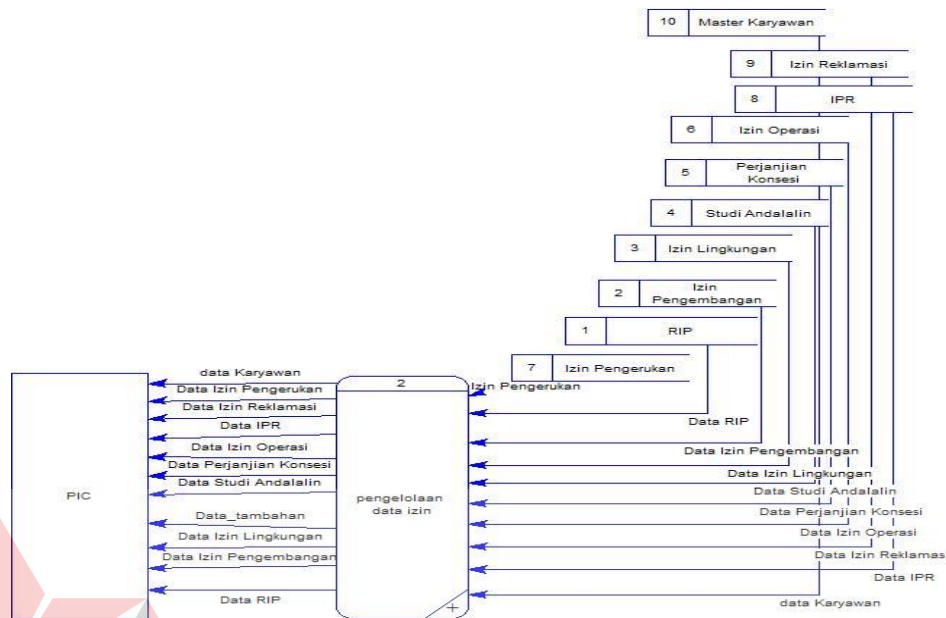 10 Master Karyawan
9 Izin Reklamasi
8 IPR
6 Izin Operasi
5 Perjanjian
Konsesi
4 Studi Andalalin
3 Izin Lingkungan
2 Izin
Pengembangan
1 RIP
7 Izin Pengerukan
data Karyawan
Data Izin Pengerukan
Data Izin Reklamasi
Data IPR
Data Izin Operasi
Data Perjanjian Konsesi
Data Studi Andalalin
Data_tambahan
Data Izin Lingkungan
Data Izin Pengembangan
Data RIP
PIC
2
pengelolaan
data izin
+
Izin Pengerukan
Data RIP
Data Izin Pengembangan
Data Izin Lingkungan
Data Studi Andalalin
Data Perjanjian Konsesi
Data Izin Operasi
Data Izin Reklamas
Data IPR
data Karyawan